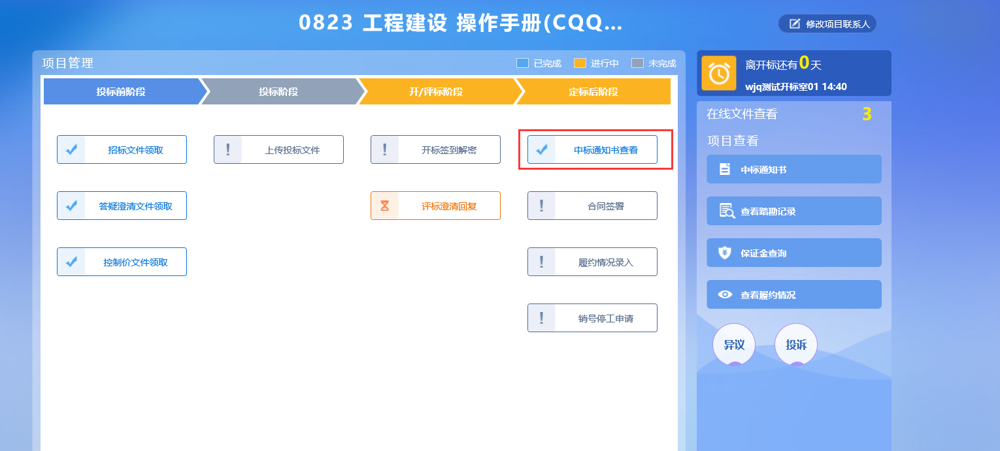 0823 工程建设 操作手册(CQQ...
修改项目联系人
项目管理
已完成 进行中 未完成
投标前阶段 投标阶段 开/评标阶段 定标后阶段
招标文件领取 上传投标文件 开标签到解密 中标通知书查看
答疑澄清文件领取 评标澄清回复 合同签署
控制价文件领取 履约情况录入
销号停工申请
离开标还有0天
wjq测试开标室01 14:40
在线文件查看 3
项目查看
中标通知书
查看踏勘记录
保证金查询
查看履约情况
异议 投诉